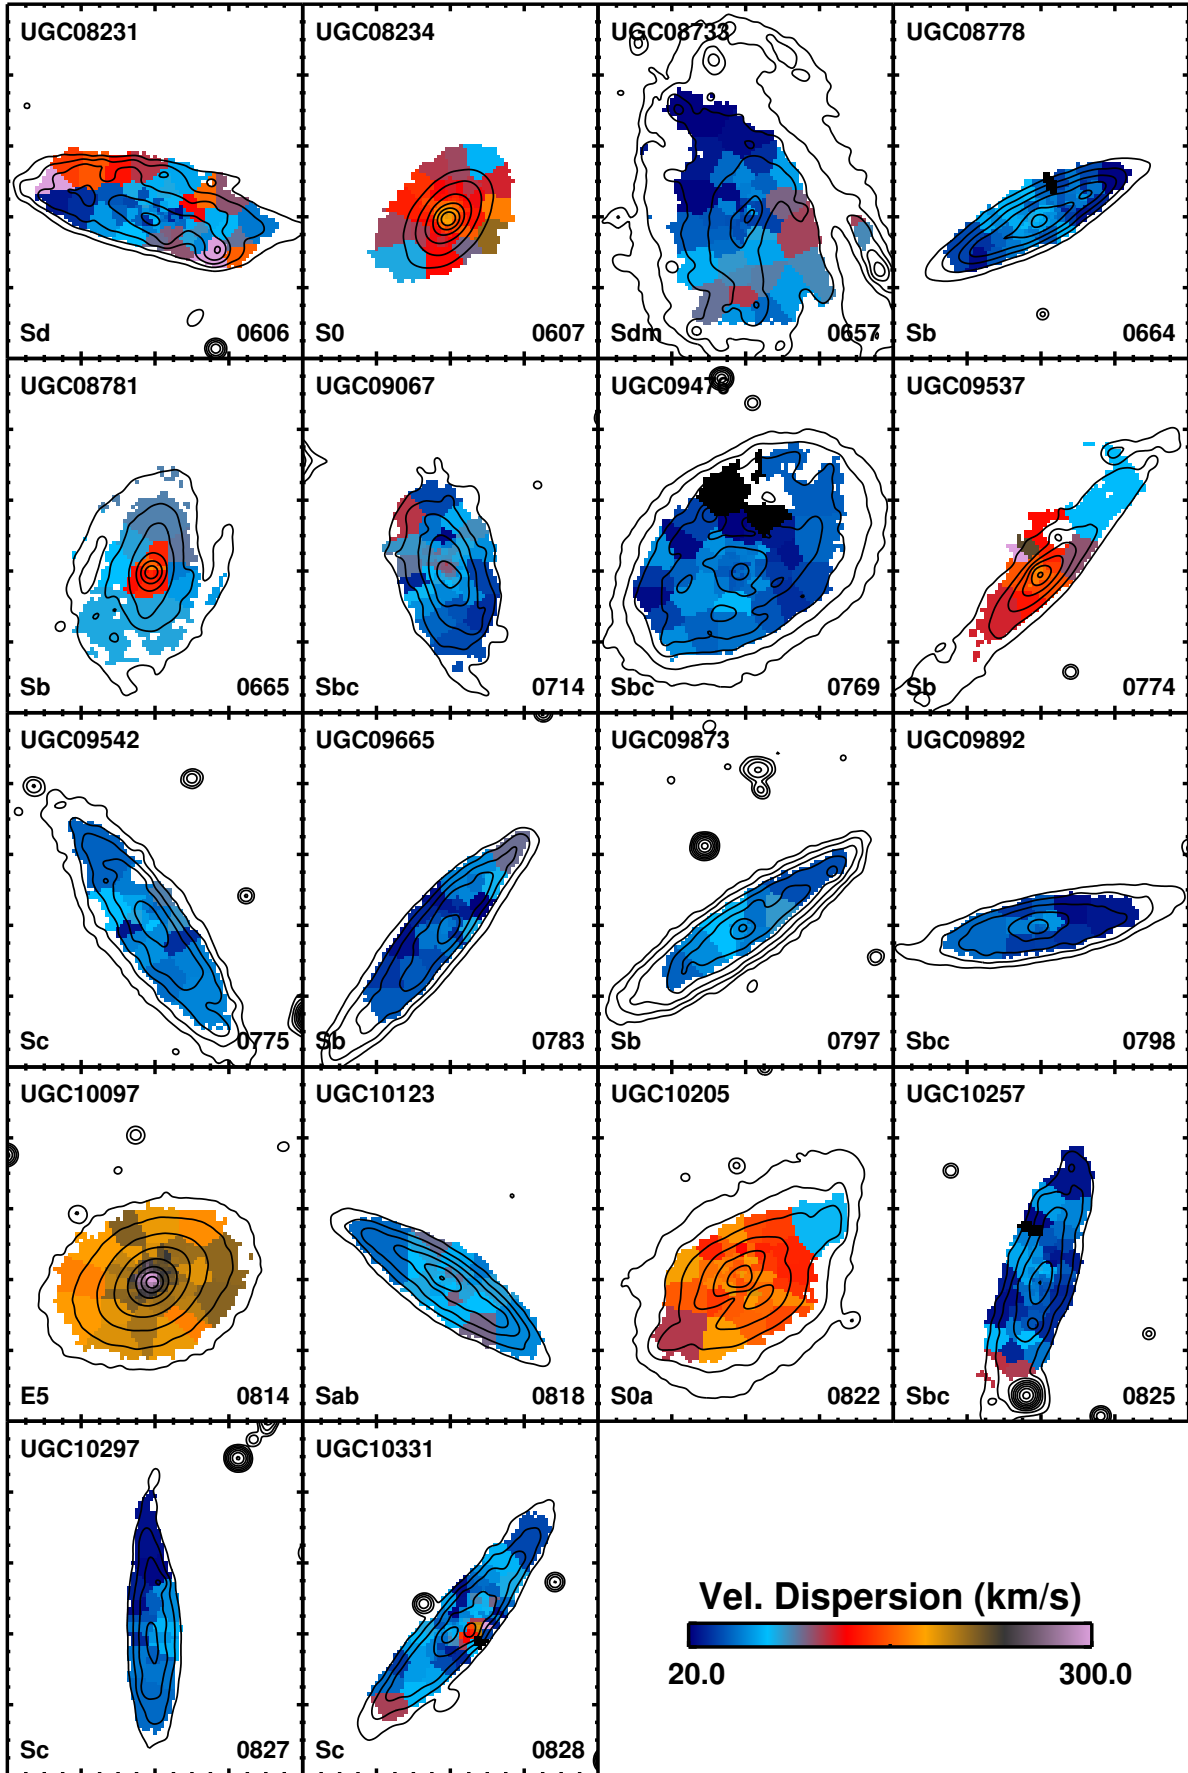 UGC08231 UGC08234 UGC08733 UGC08778
Sd 0606 S0 0607 Sdm 0657 Sb 0664
UGC08781 UGC09067 UGC09476 UGC09537
Sb 0665 Sbc 0714 Sbc 0769 Sb 0774
UGC09542 UGC09665 UGC09873 UGC09892
Sc 0775 Sb 0783 Sb 0797 Sbc 0798
UGC10097 UGC10123 UGC10205 UGC10257
E5 0814 Sab 0818 S0a 0822 Sbc 0825
UGC10297 UGC10331
Vel. Dispersion (km/s)
20.0 300.0
Sc 0827 Sc 0828